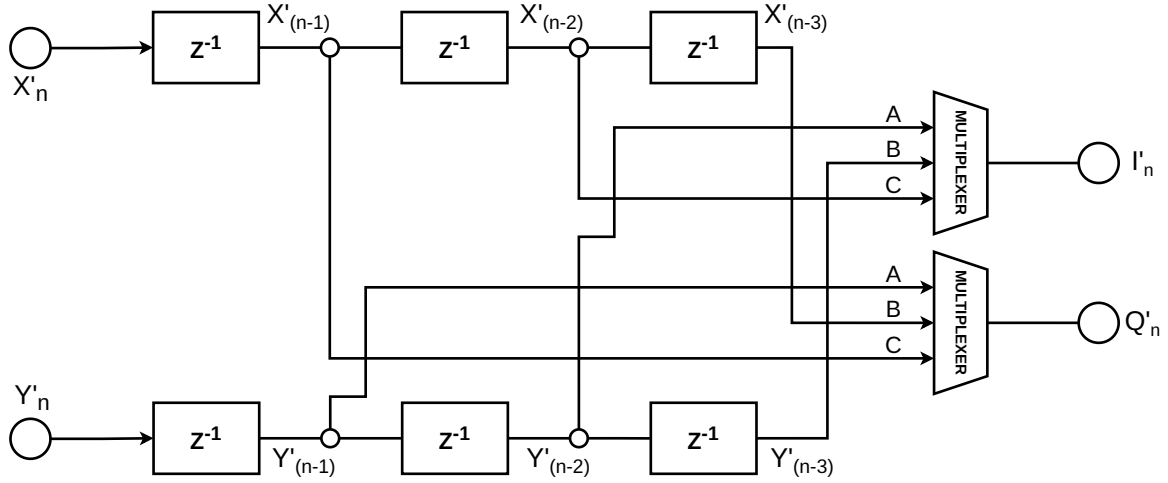 X'(n-1)
X'(n-2)
X'(n-3)
Z-1
Z-1
Z-1
X'n
A
B
C
MULTIPLEXER
I'n
A
B
C
MULTIPLEXER
Q'n
Y'n
Z-1
Z-1
Z-1
Y'(n-1)
Y'(n-2)
Y'(n-3)